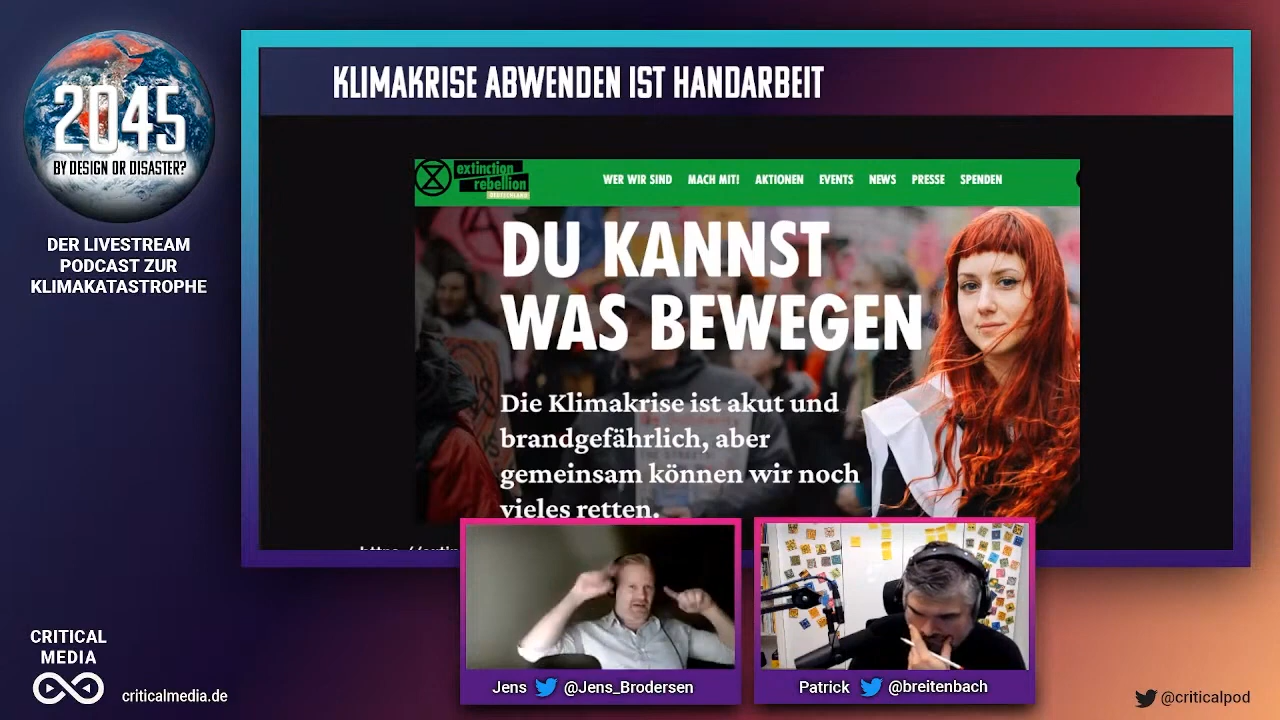 2045
BY DESIGN OR DISASTER?
DER LIVESTREAM
PODCAST ZUR
KLIMAKATASTROPHE
KLIMAKRISE ABWENDEN IST HANDARBEIT
extinction
rebellion
DEUTSCHLAND
WER WIR SIND MACH MIT! AKTIONEN EVENTS NEWS PRESSE SPENDEN
DU KANNST
WAS BEWEGEN
Die Klimakrise ist akut und
brandgefährlich, aber
gemeinsam können wir noch
vieles retten.
Jens @Jens_Brodersen
Patrick @breitenbach
CRITICAL
MEDIA
criticalmedia.de
@criticalpod